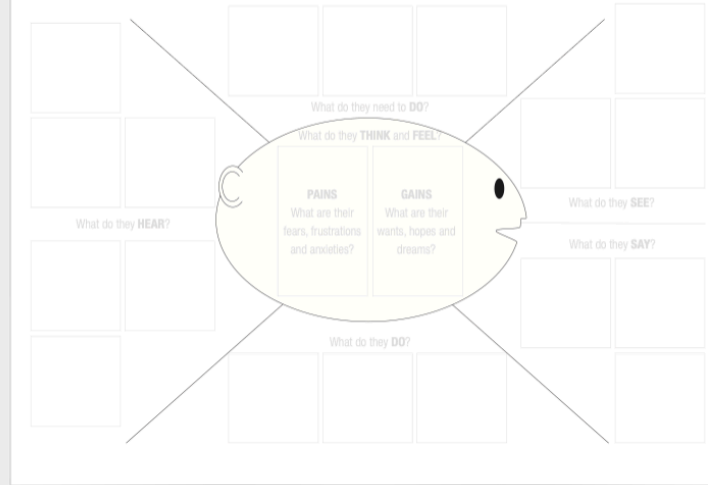 What do they need to DO?
What do they THINK and FEEL?
PAINS
What are their
fears, frustrations
and anxieties?
GAINS
What are their
wants, hopes and
dreams?
What do they HEAR?
What do they SEE?
What do they SAY?
What do they DO?